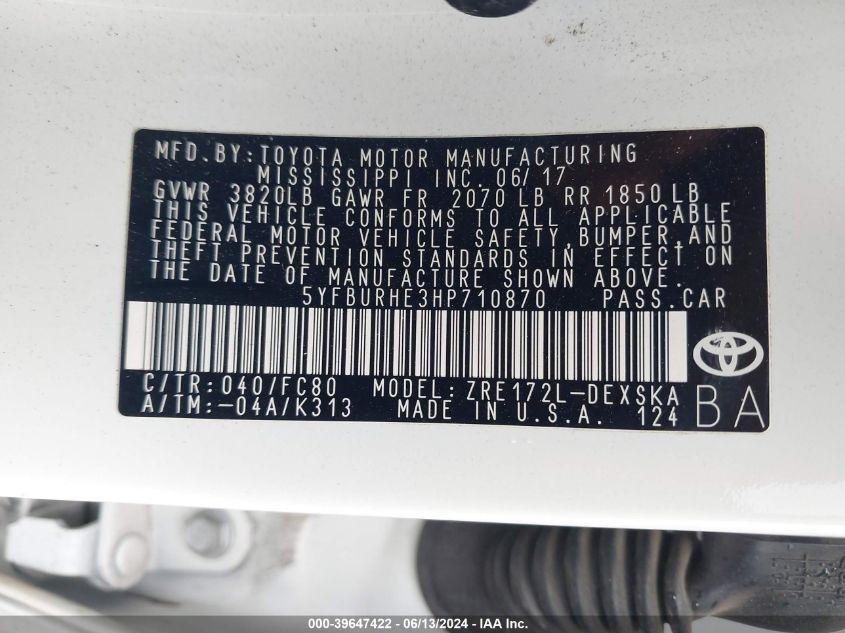 MFD.BY:TOYOTA MOTOR MANUFACTURING
MISSISSIPPI INC. 06/17
GVWR 3820LB GAWR FR 2070 LB RR 1850 LB
THIS VEHICLE CONFORMS TO ALL APPLICABLE
FEDERAL MOTOR VEHICLE SAFETY,BUMPER,AND
THEFT PREVENTION STANDARDS IN EFFECT ON
THE DATE OF MANUFACTURE SHOWN ABOVE.
5YFBURHE3HP710870 PASS.CAR
C/TR:040/FC80 MODEL:ZRE172L-DEXSKA
A/TM:-04A/K313 MADE IN U.S.A. 124
BA
000-39647422 - 06/13/2024 - IAA Inc.